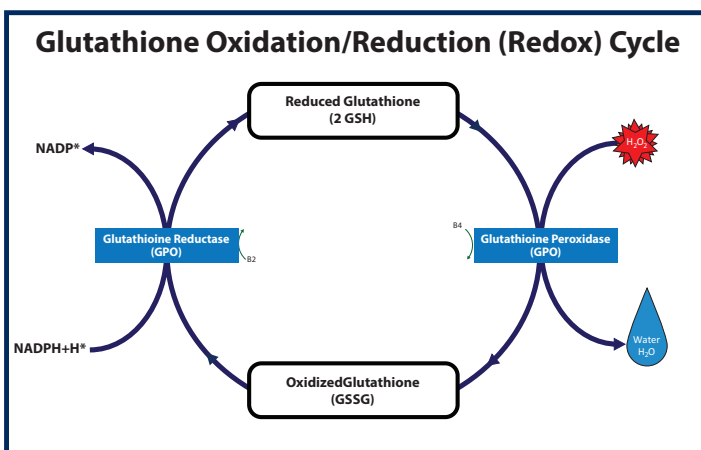 Glutathione Oxidation/Reduction (Redox) Cycle
Reduced Glutathione
(2 GSH)
NADP*
H₂O₂
Glutathioine Reductase
(GPO)
B2
B4
Glutathioine Peroxidase
(GPO)
NADPH+H*
Water
H₂O
OxidizedGlutathione
(GSSG)